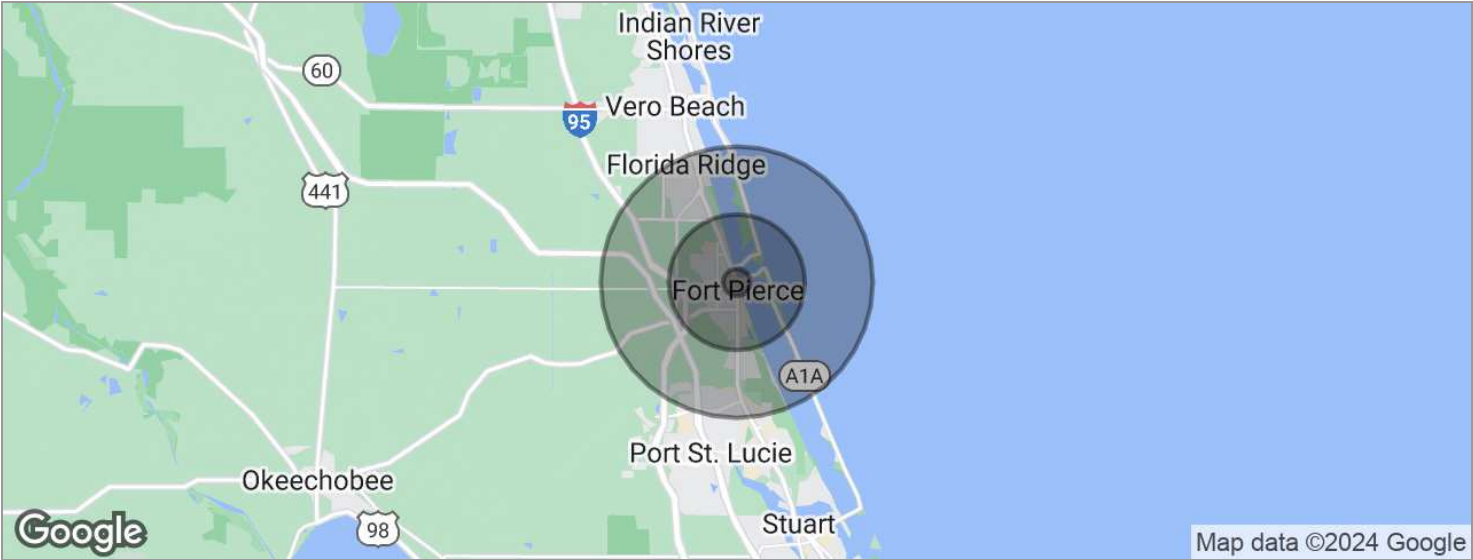 Indian River
Shores
60
95
Vero Beach
Florida Ridge
441
Fort Pierce
A1A
Port St. Lucie
Okeechobee
98
Stuart
Google
Map data ©2024 Google